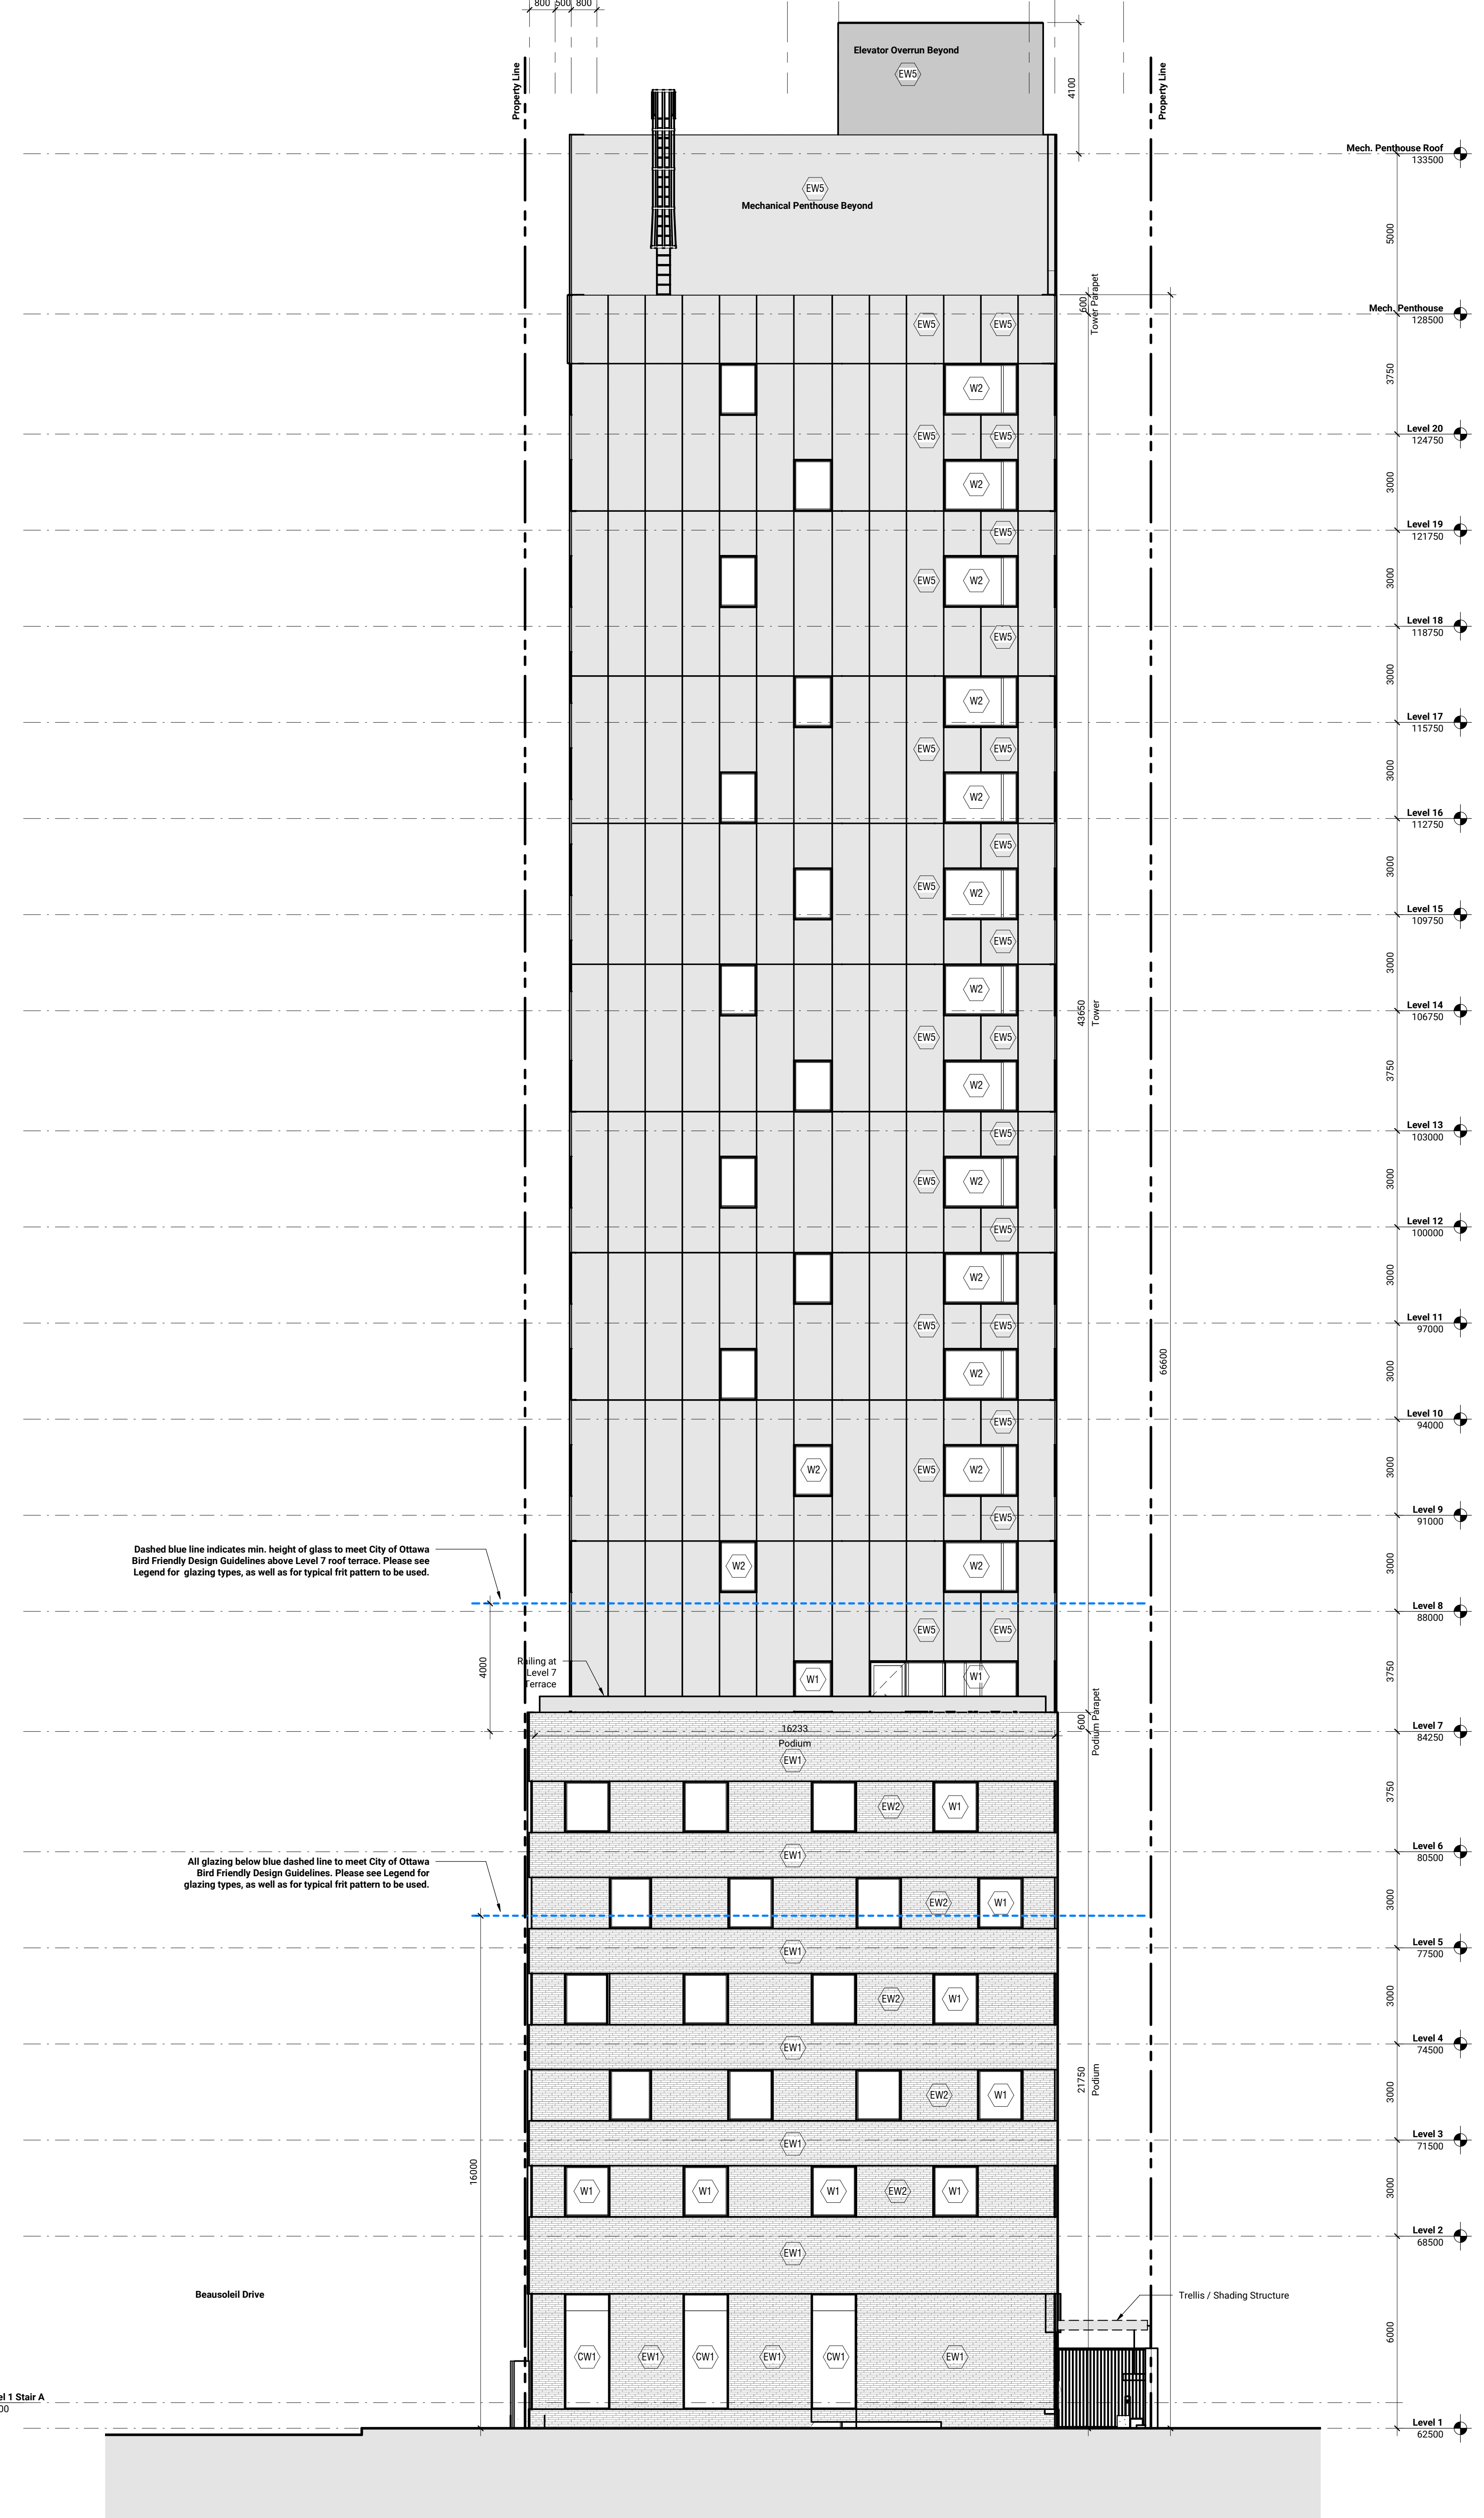 800 500 800
Elevator Overrun Beyond
EW5
4100
Property Line
Property Line
Mech. Penthouse Roof
133500
EW5
Mechanical Penthouse Beyond
5000
600
Tower Parapet
Mech. Penthouse
128500
EW5 EW5
3750
W2
Level 20
124750
EW5 EW5
3000
W2
Level 19
121750
EW5
3000
EW5 W2
Level 18
118750
EW5
3000
W2
Level 17
115750
EW5 EW5
3000
W2
Level 16
112750
EW5
3000
EW5 W2
Level 15
109750
EW5
3000
W2
Level 14
106750
43650
Tower
EW5 EW5
3750
W2
Level 13
103000
EW5
3000
EW5 W2
Level 12
100000
EW5
3000
W2
Level 11
97000
EW5 EW5
66600
3000
W2
Level 10
94000
EW5
3000
W2 EW5 W2
Level 9
91000
EW5
3000
W2 W2
Dashed blue line indicates min. height of glass to meet City of Ottawa
Bird Friendly Design Guidelines above Level 7 roof terrace. Please see
Legend for glazing types, as well as for typical frit pattern to be used.
Level 8
88000
EW5 EW5
4000
Railing at
Level 7
Terrace
3750
W1 W1
600
Podium Parapet
16233
Podium
Level 7
84250
EW1
3750
EW2 W1
Level 6
80500
EW1
All glazing below blue dashed line to meet City of Ottawa
Bird Friendly Design Guidelines. Please see Legend for
glazing types, as well as for typical frit pattern to be used.
3000
EW2 W1
Level 5
77500
EW1
3000
EW2 W1
Level 4
74500
EW1
21750
Podium
3000
EW2 W1
Level 3
71500
EW1
16000
3000
W1 W1 W1 EW2 W1
Level 2
68500
EW1
Beausoleil Drive
Trellis / Shading Structure
6000
CW1 EW1 CW1 EW1 CW1 EW1
el 1 Stair A
00
Level 1
62500